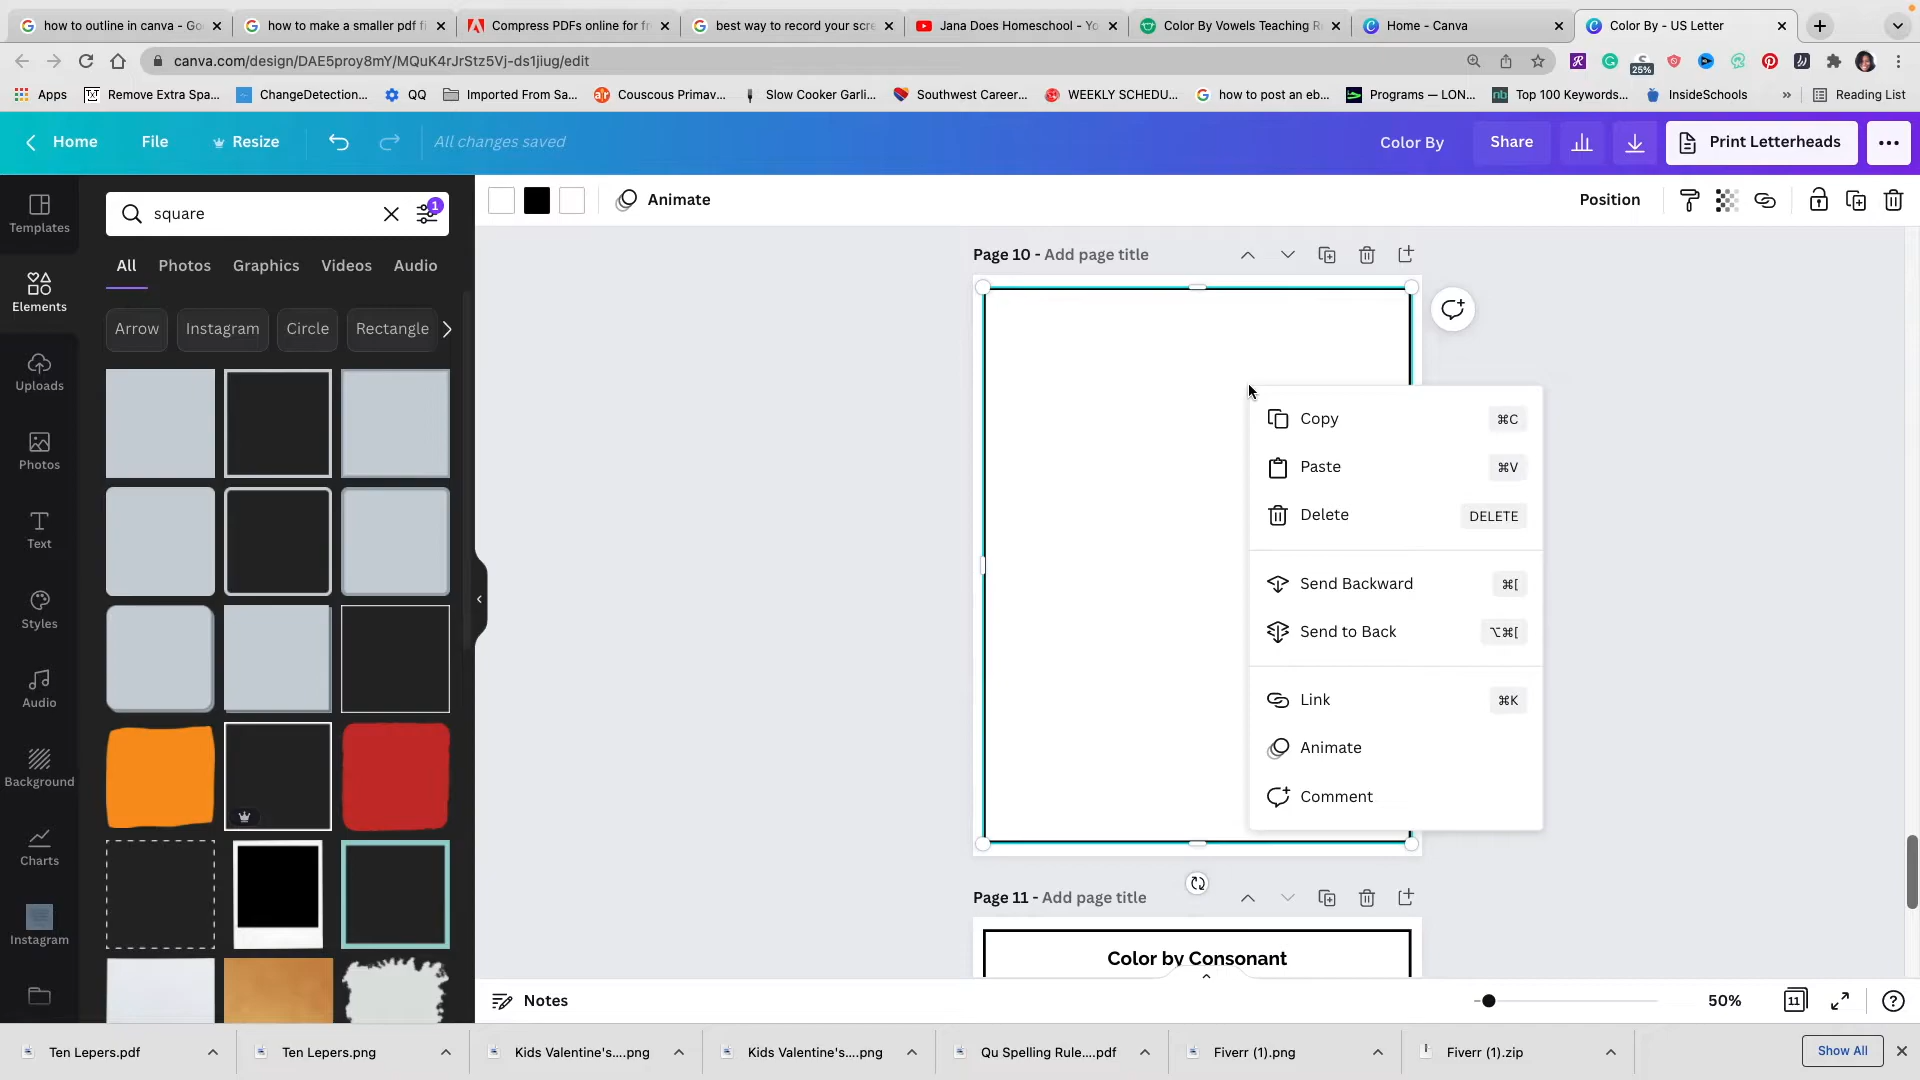 how to outline in canva - Go
how to make a smaller pdf fi
Compress PDFs online for fr
best way to record your scre
Jana Does Homeschool - Yo
Color By Vowels Teaching R
Home - Canva
Color By - US Letter
canva.com/design/DAE5proy8mY/MQuK4rJrStz5Vj-ds1jiug/edit
25%
Apps
Remove Extra Spa...
ChangeDetection...
QQ
Imported From Sa...
Couscous Primav...
Slow Cooker Garli...
Southwest Career...
WEEKLY SCHEDU...
how to post an eb...
Programs — LON...
Top 100 Keywords...
InsideSchools
»
Reading List
Home
File
Resize
All changes saved
Color By
Share
Print Letterheads
Templates
Elements
Uploads
Photos
Text
Styles
Audio
Background
Charts
Instagram
square
1
All
Photos
Graphics
Videos
Audio
Arrow
Instagram
Circle
Rectangle
Animate
Position
Page 10 - Add page title
Copy ⌘C
Paste ⌘V
Delete DELETE
Send Backward ⌘[
Send to Back ⌥⌘[
Link ⌘K
Animate
Comment
Page 11 - Add page title
Color by Consonant
Notes
50%
11
Ten Lepers.pdf
Ten Lepers.png
Kids Valentine's....png
Kids Valentine's....png
Qu Spelling Rule....pdf
Fiverr (1).png
Fiverr (1).zip
Show All